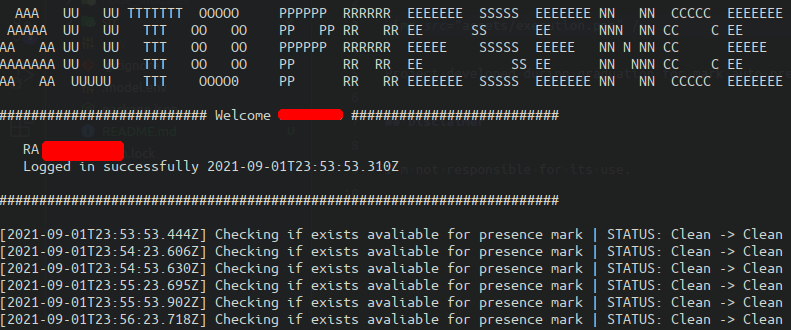 AAA   UU   UU TTTTTTT  OOOOO     PPPPPP  RRRRRR  EEEEEEE  SSSSS  EEEEEEE NN   NN  CCCCC  EEEEEEE
 AAAAA  UU   UU   TTT   OO   OO    PP   PP RR   RR EE      SS      EE      NNN  NN CC    C EE
AA   AA UU   UU   TTT   OO   OO    PPPPPP  RRRRRR  EEEEE    SSSSS  EEEEE   NN N NN CC      EEEEE
AAAAAAA UU   UU   TTT   OO   OO    PP      RR  RR  EE           SS EE      NN  NNN CC    C EE
AA   AA  UUUUU    TTT    OOOO0     PP      RR   RR EEEEEEE  SSSSS  EEEEEEE NN   NN  CCCCC  EEEEEEE
########################## Welcome ##########################
README.md
RA
.lock
Logged in successfully 2021-09-01T23:53:53.310Z
not responsible for its use.
######################################################################
[2021-09-01T23:53:53.444Z] Checking if exists avaliable for presence mark | STATUS: Clean -> Clean
[2021-09-01T23:54:23.606Z] Checking if exists avaliable for presence mark | STATUS: Clean -> Clean
[2021-09-01T23:54:53.630Z] Checking if exists avaliable for presence mark | STATUS: Clean -> Clean
[2021-09-01T23:55:23.695Z] Checking if exists avaliable for presence mark | STATUS: Clean -> Clean
[2021-09-01T23:55:53.902Z] Checking if exists avaliable for presence mark | STATUS: Clean -> Clean
[2021-09-01T23:56:23.718Z] Checking if exists avaliable for presence mark | STATUS: Clean -> Clean